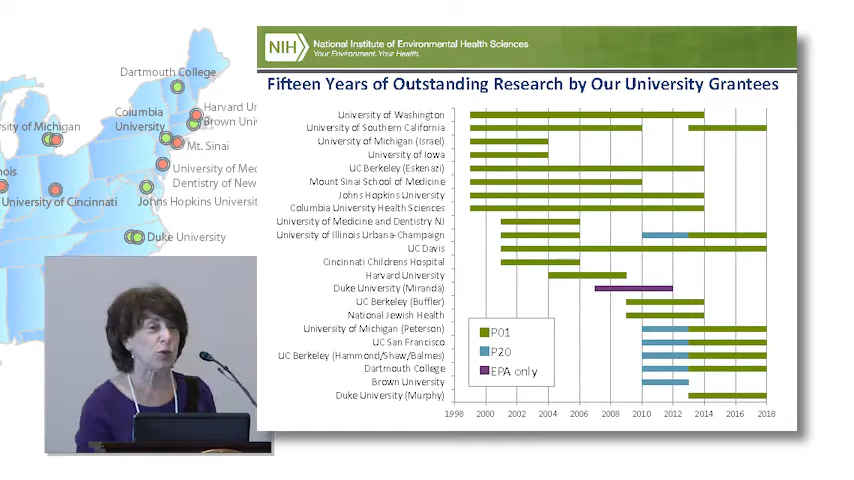 NIH
National Institute of Environmental Health Sciences
Your Environment. Your Health.
Fifteen Years of Outstanding Research by Our University Grantees
University of Washington
University of Southern California
University of Michigan (Israel)
University of Iowa
UC Berkeley (Eskenazi)
Mount Sinai School of Medicine
Johns Hopkins University
Columbia University Health Sciences
University of Medicine and Dentistry NJ
University of Illinois Urbana-Champaign
UC Davis
Cincinnati Childrens Hospital
Harvard University
Duke University (Miranda)
UC Berkeley (Buffler)
National Jewish Health
University of Michigan (Peterson)
UC San Francisco
UC Berkeley (Hammond/Shaw/Balmes)
Dartmouth College
Brown University
Duke University (Murphy)
P01
P20
EPA only
1998 2000 2002 2004 2006 2008 2010 2012 2014 2016 2018
Dartmouth College
Columbia
University
Harvard Ur
Brown Uni
sity of Michigan
Mt. Sinai
University of Med
Dentistry of New
nois
University of Cincinnati
Johns Hopkins Universit
Duke University